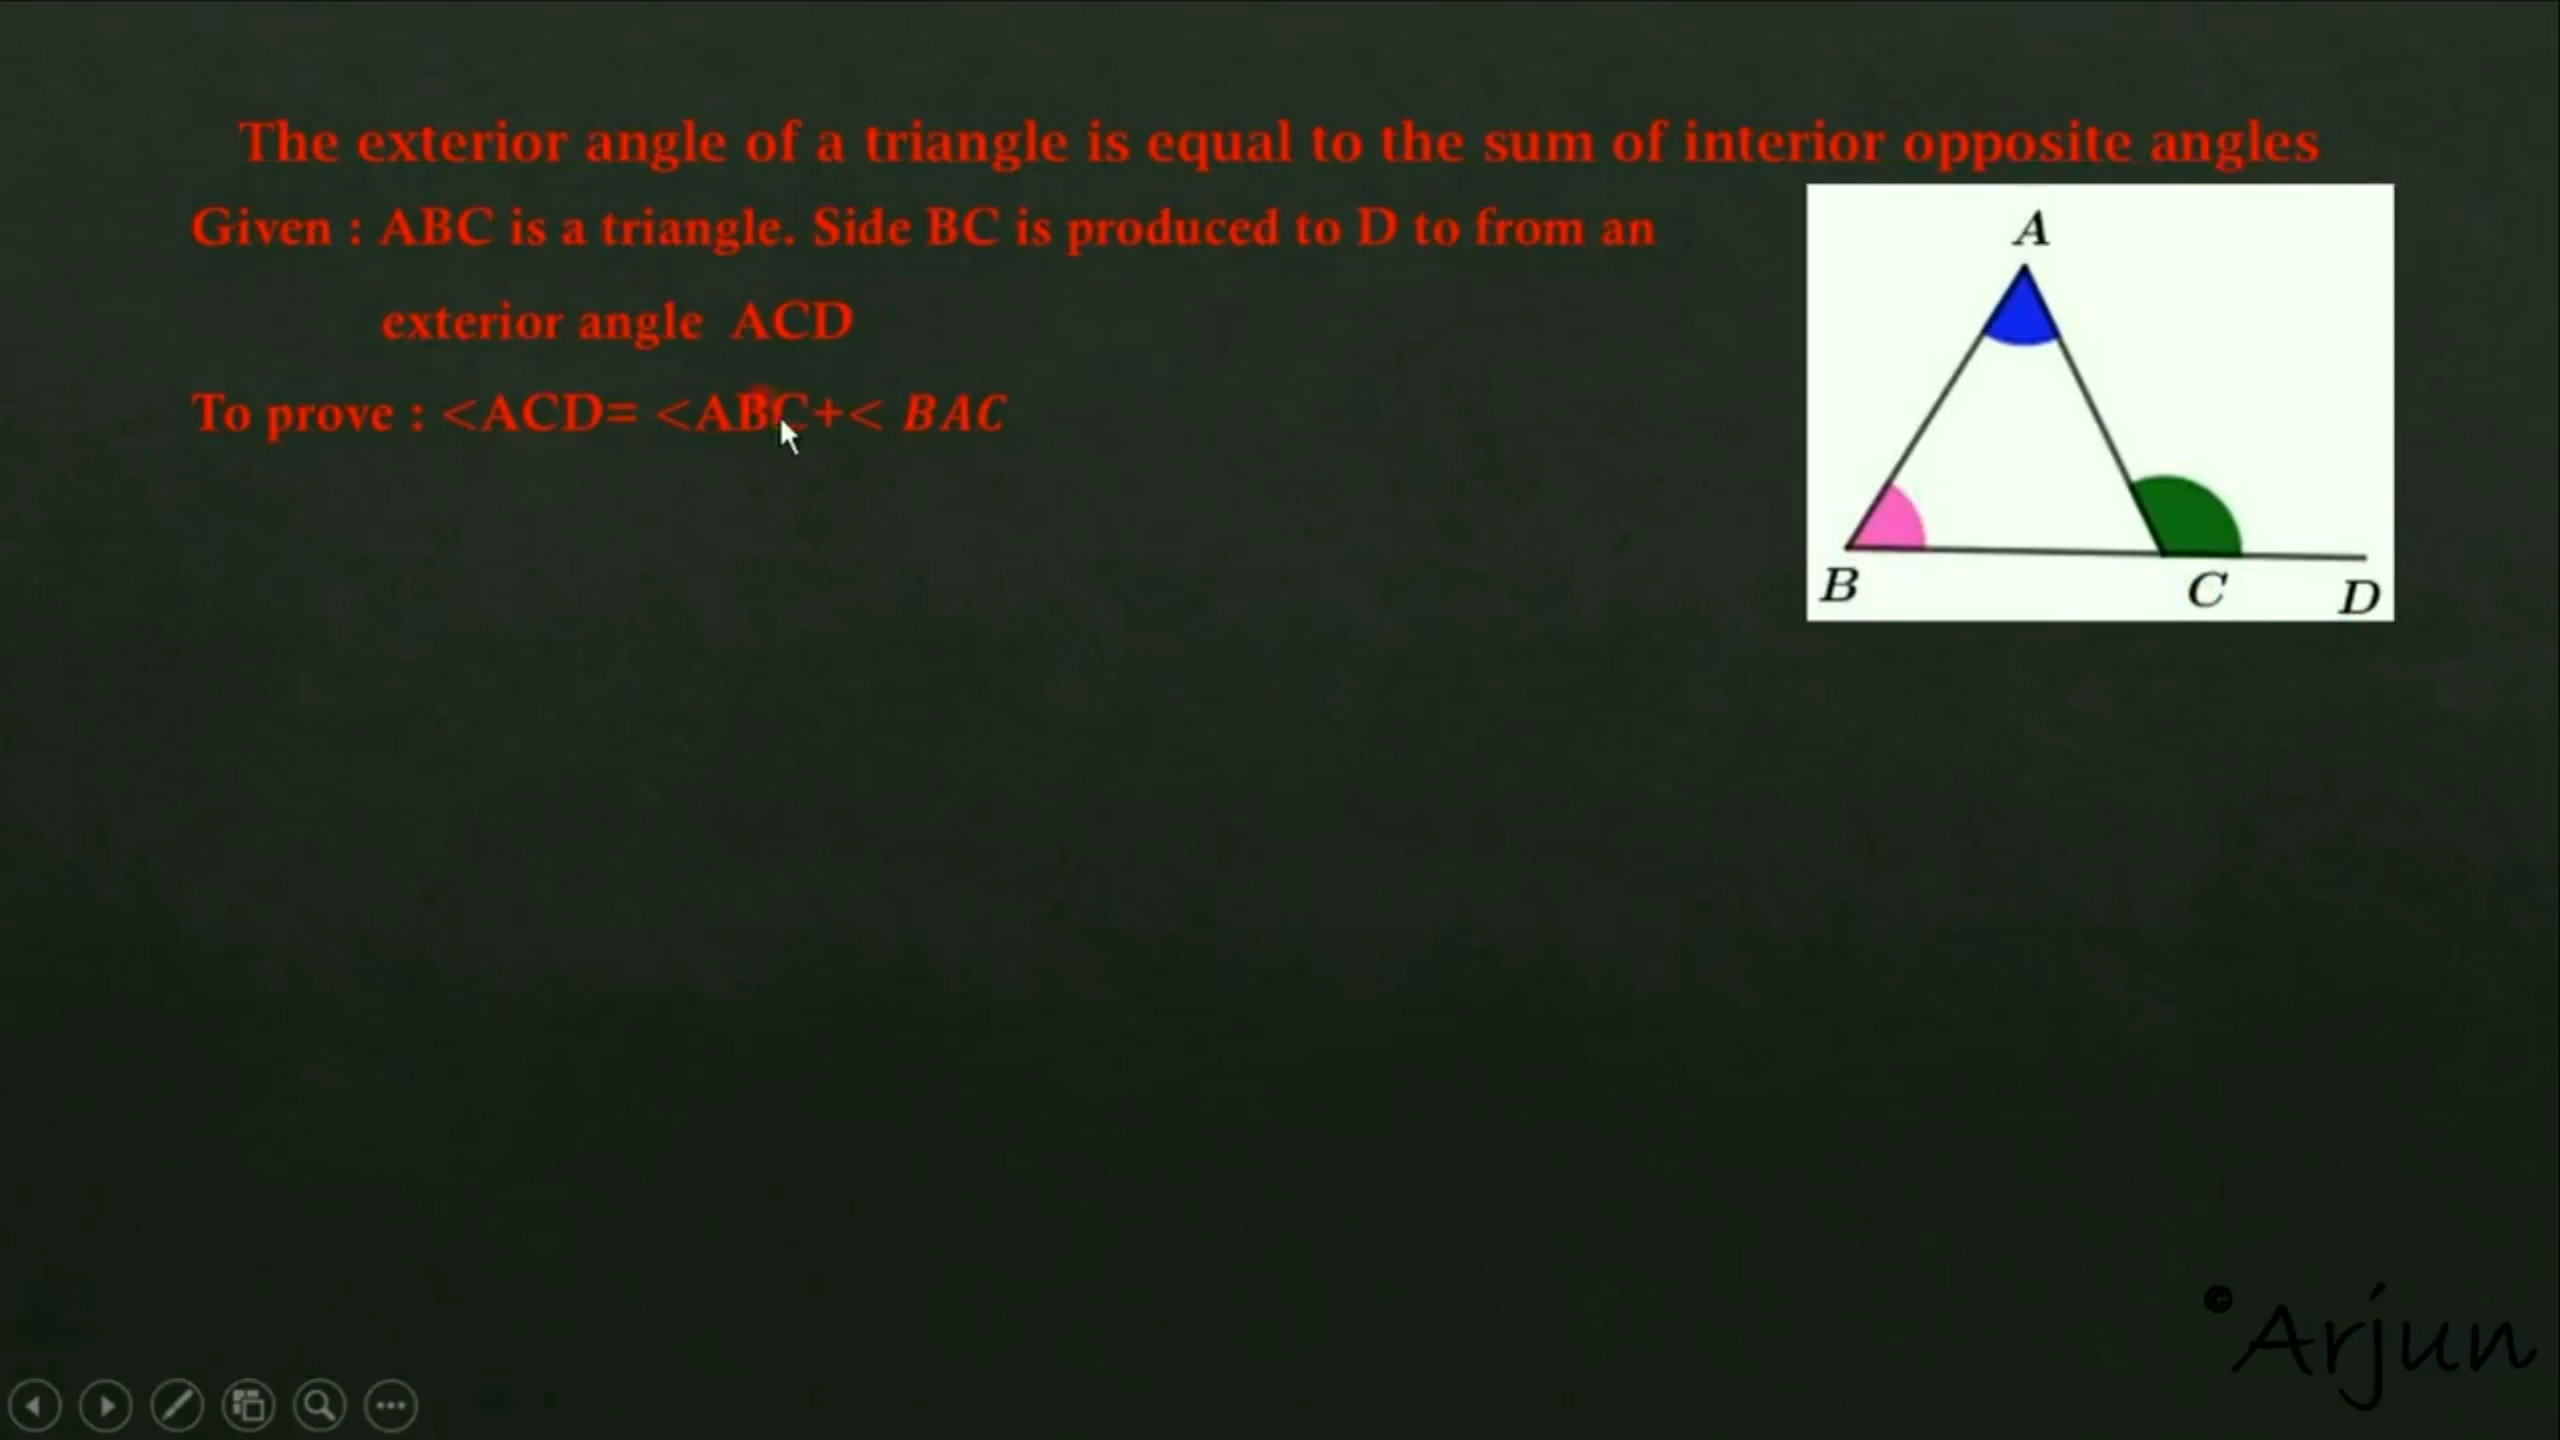 The exterior angle of a triangle is equal to the sum of interior opposite angles
Given : ABC is a triangle. Side BC is produced to D to from an
exterior angle ACD
To prove : <ACD= <ABC+< BAC
A
B
C
D
©Arjun